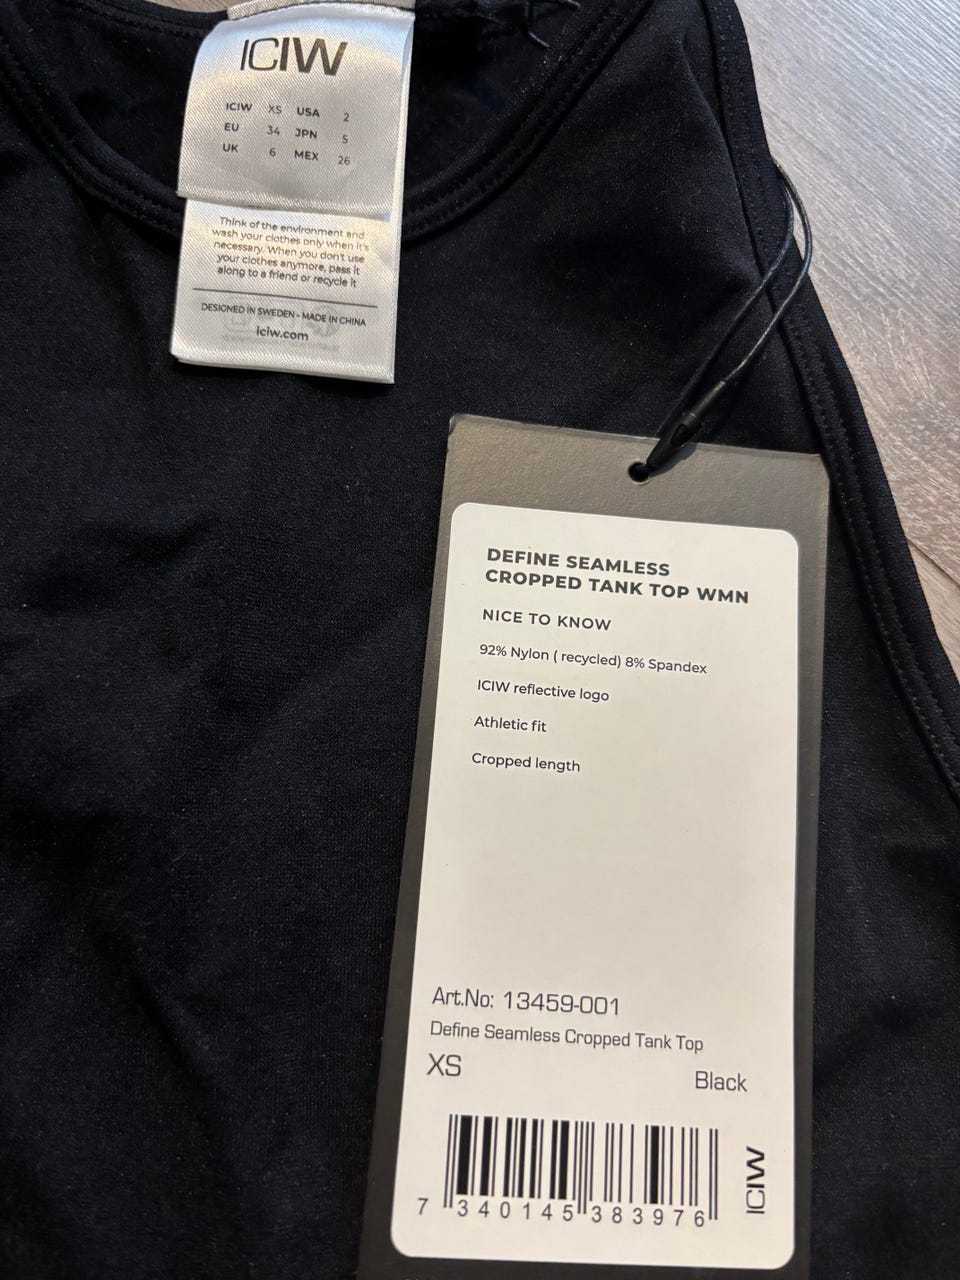 ICIW
ICIW XS USA 2
EU 34 JPN 5
UK 6 MEX 26
Think of the environment and
wash your clothes only when it's
necessary. When you don't use
your clothes anymore, pass it
along to a friend or recycle it
DESIGNED IN SWEDEN - MADE IN CHINA
iciw.com
DEFINE SEAMLESS
CROPPED TANK TOP WMN
NICE TO KNOW
92% Nylon ( recycled) 8% Spandex
ICIW reflective logo
Athletic fit
Cropped length
Art.No: 13459-001
Define Seamless Cropped Tank Top
XS
Black
7 340145 383976
ICIW